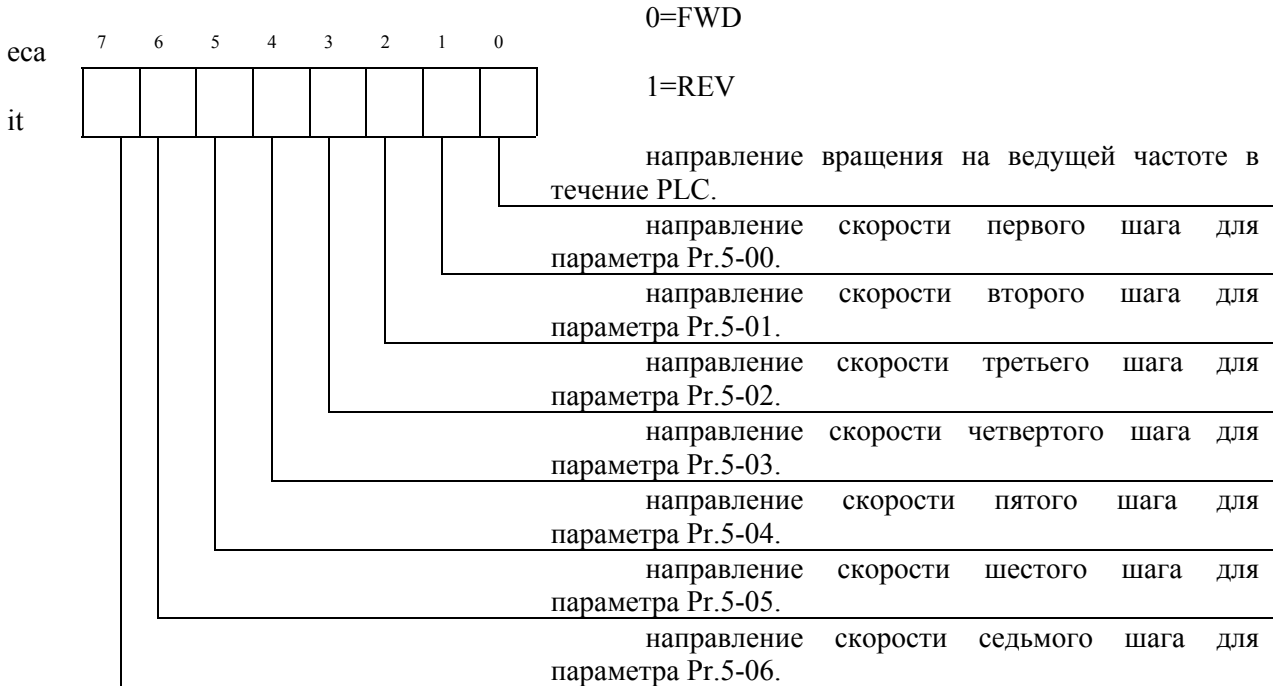 0=FWD
еса 7 6 5 4 3 2 1 0
1=REV
it
направление вращения на ведущей частоте в
течение PLC.
направление скорости первого шага для
параметра Pr.5-00.
направление скорости второго шага для
параметра Pr.5-01.
направление скорости третьего шага для
параметра Pr.5-02.
направление скорости четвертого шага для
параметра Pr.5-03.
направление скорости пятого шага для
параметра Pr.5-04.
направление скорости шестого шага для
параметра Pr.5-05.
направление скорости седьмого шага для
параметра Pr.5-06.